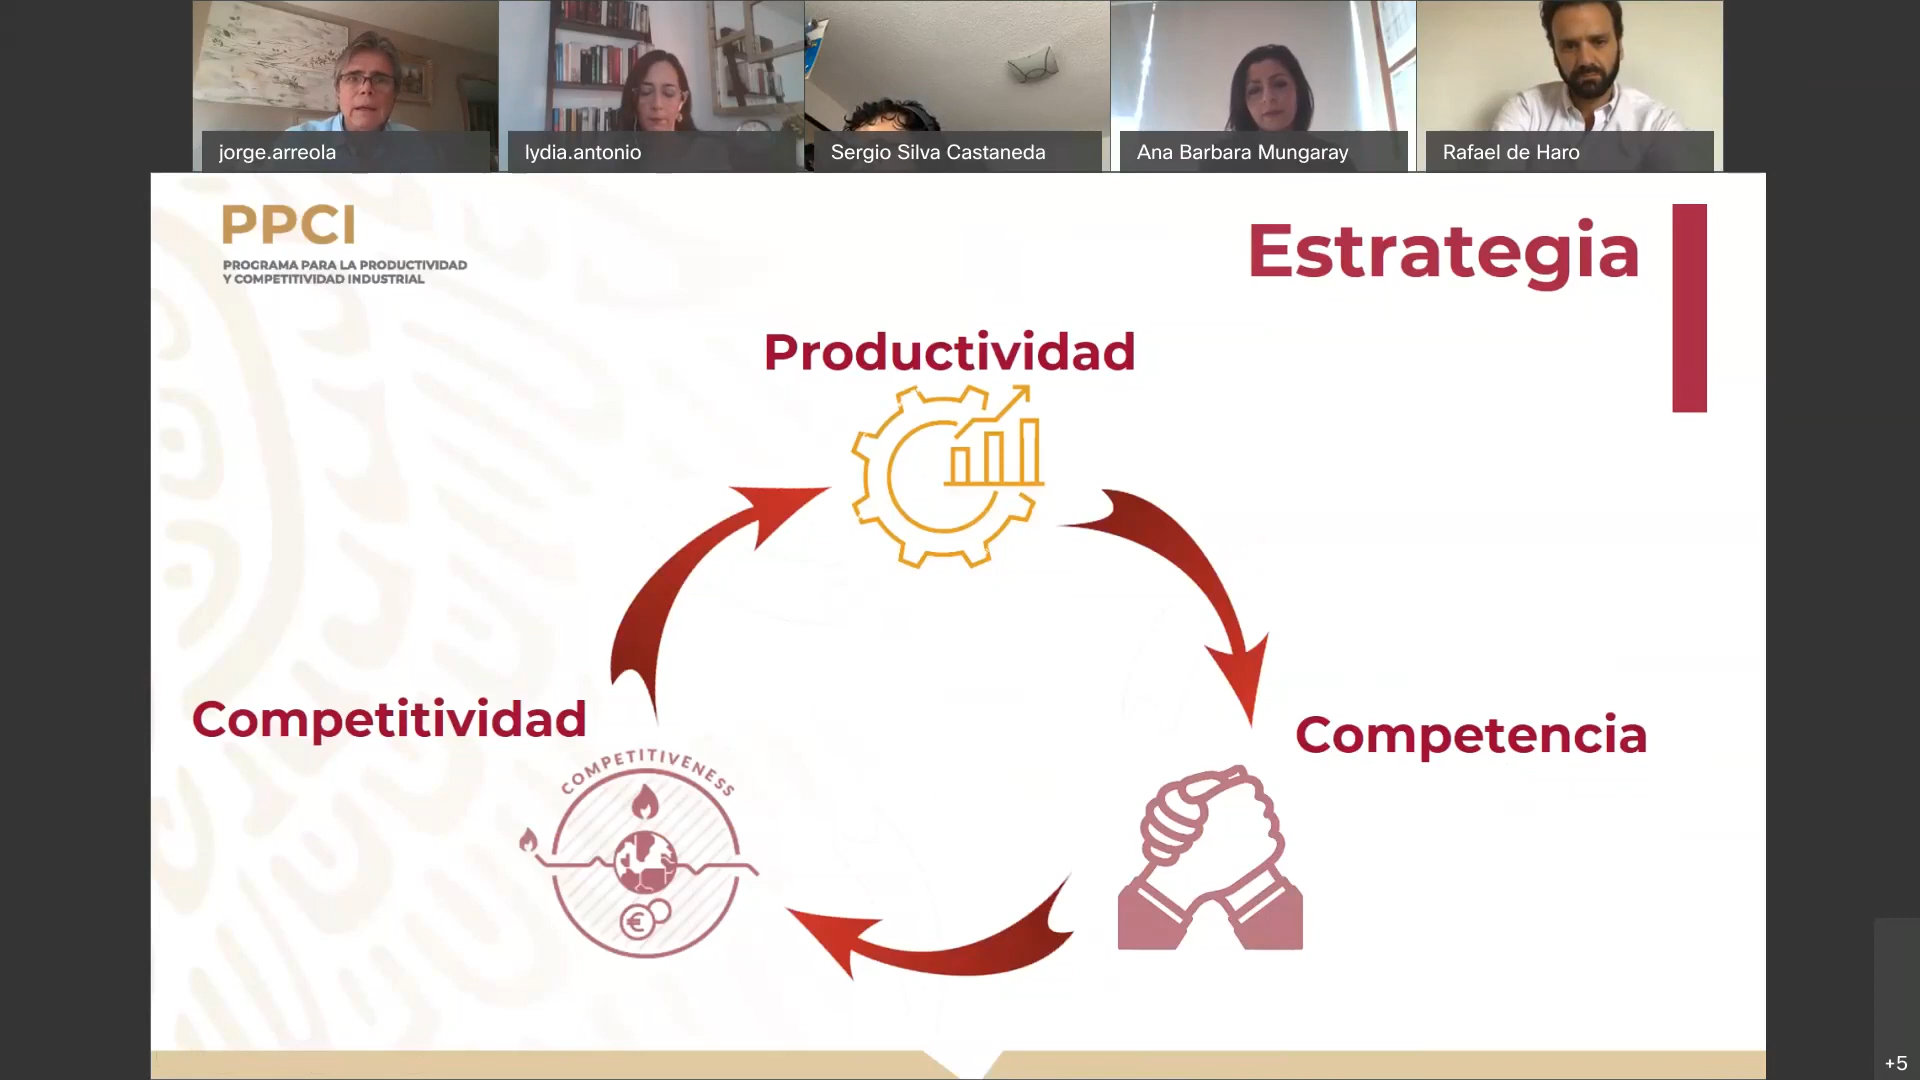 jorge.arreola
lydia.antonio
Sergio Silva Castaneda
Ana Barbara Mungaray
Rafael de Haro
PPCI
PROGRAMA PARA LA PRODUCTIVIDAD
Y COMPETITIVIDAD INDUSTRIAL
Estrategia
Productividad
Competitividad
Competencia
COMPETITIVENESS
€
+5